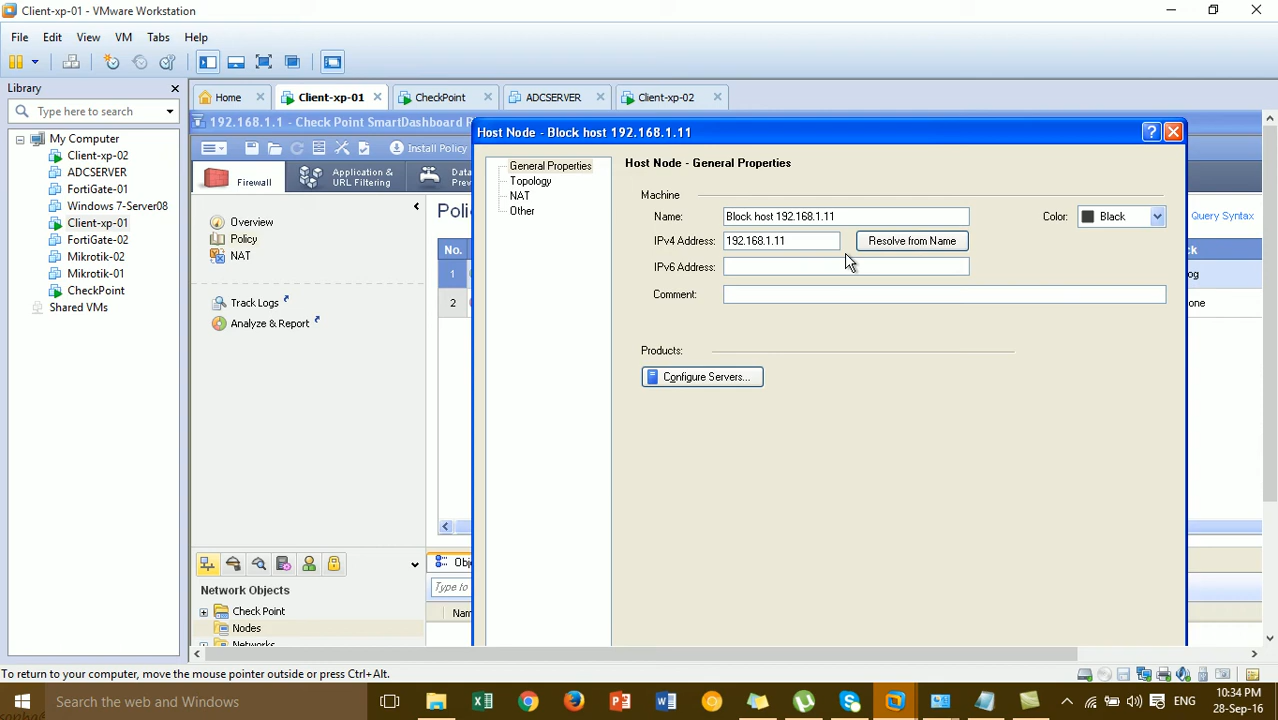 Client-xp-01 - VMware Workstation
File Edit View VM Tabs Help
Library
Type here to search
My Computer
Client-xp-02
ADCSERVER
FortiGate-01
Windows 7-Server08
Client-xp-01
FortiGate-02
Mikrotik-02
Mikrotik-01
CheckPoint
Shared VMs
Home
Client-xp-01
CheckPoint
ADCSERVER
Client-xp-02
192.168.1.1 - Check Point SmartDashboard
Install Policy
Firewall
Application & URL Filtering
Overview
Policy
NAT
Track Logs
Analyze & Report
No.
1
2
Query Syntax
Network Objects
Check Point
Nodes
Networks
Type to
Host Node - Block host 192.168.1.11
General Properties
Topology
NAT
Other
Host Node - General Properties
Machine
Name: Block host 192.168.1.11
Color: Black
IPv4 Address: 192.168.1.11 Resolve from Name
IPv6 Address:
Comment:
Products:
Configure Servers...
To return to your computer, move the mouse pointer outside or press Ctrl+Alt.
Search the web and Windows
ENG
10:34 PM
28-Sep-16